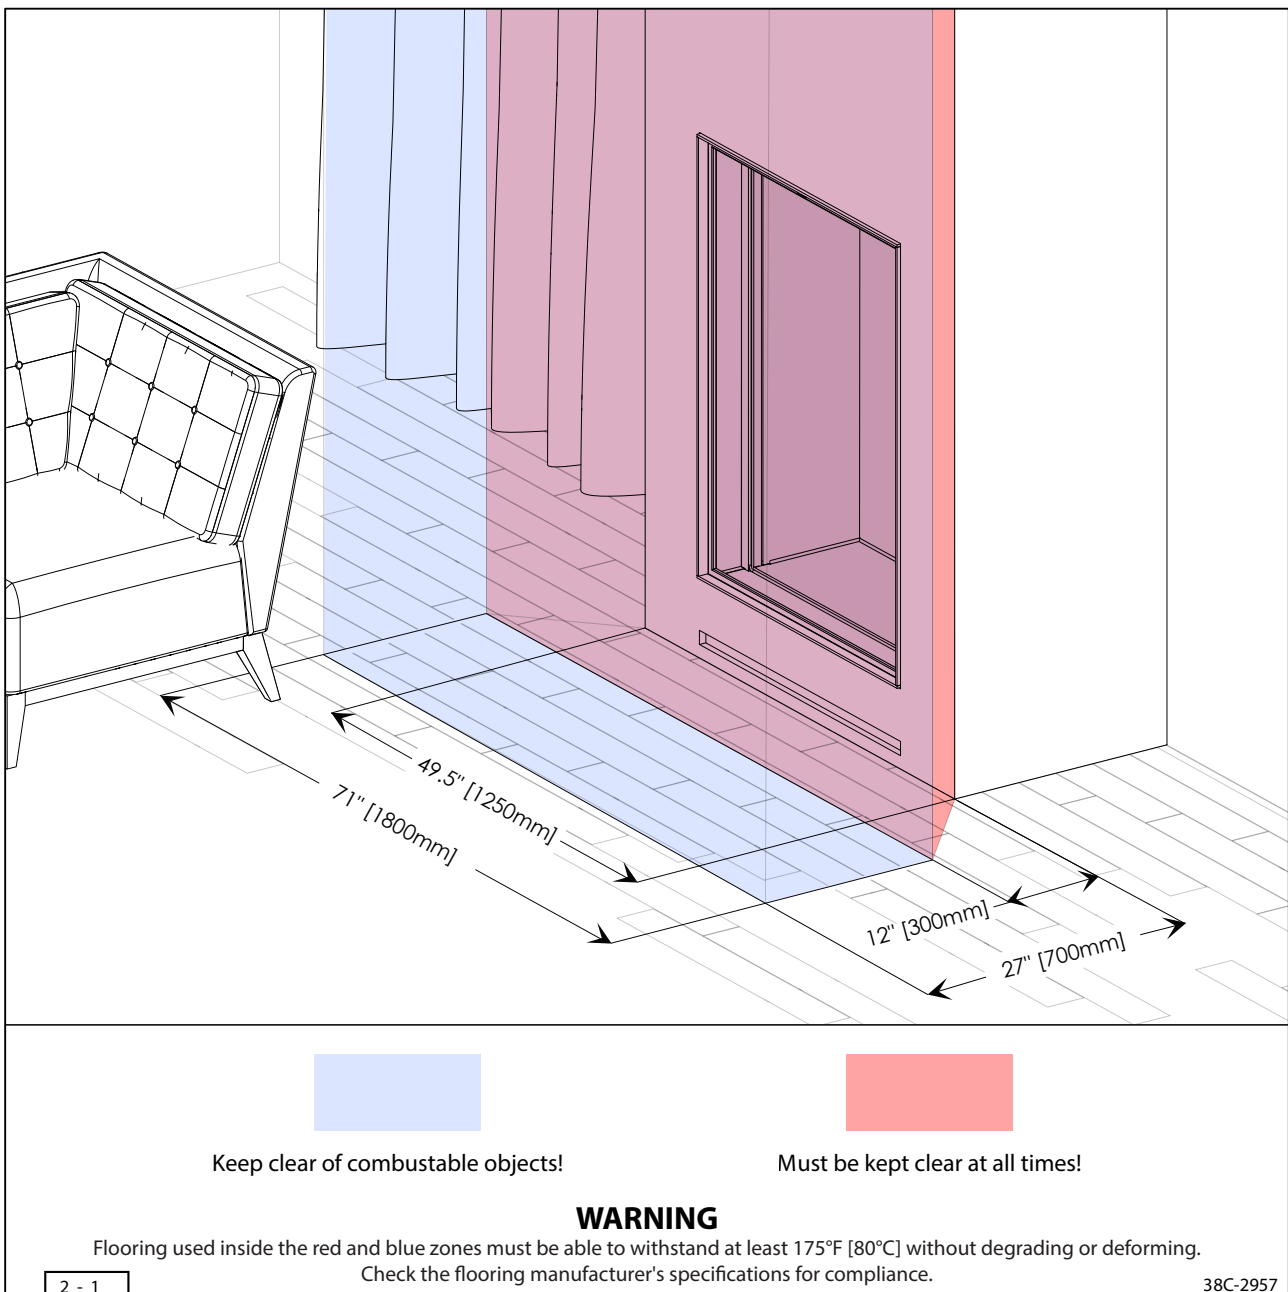 49.5" [1250mm]
71" [1800mm]
12" [300mm]
27" [700mm]
Keep clear of combustable objects!
Must be kept clear at all times!
WARNING
Flooring used inside the red and blue zones must be able to withstand at least 175°F [80°C] without degrading or deforming.
Check the flooring manufacturer's specifications for compliance.
2 - 1
38C-2957